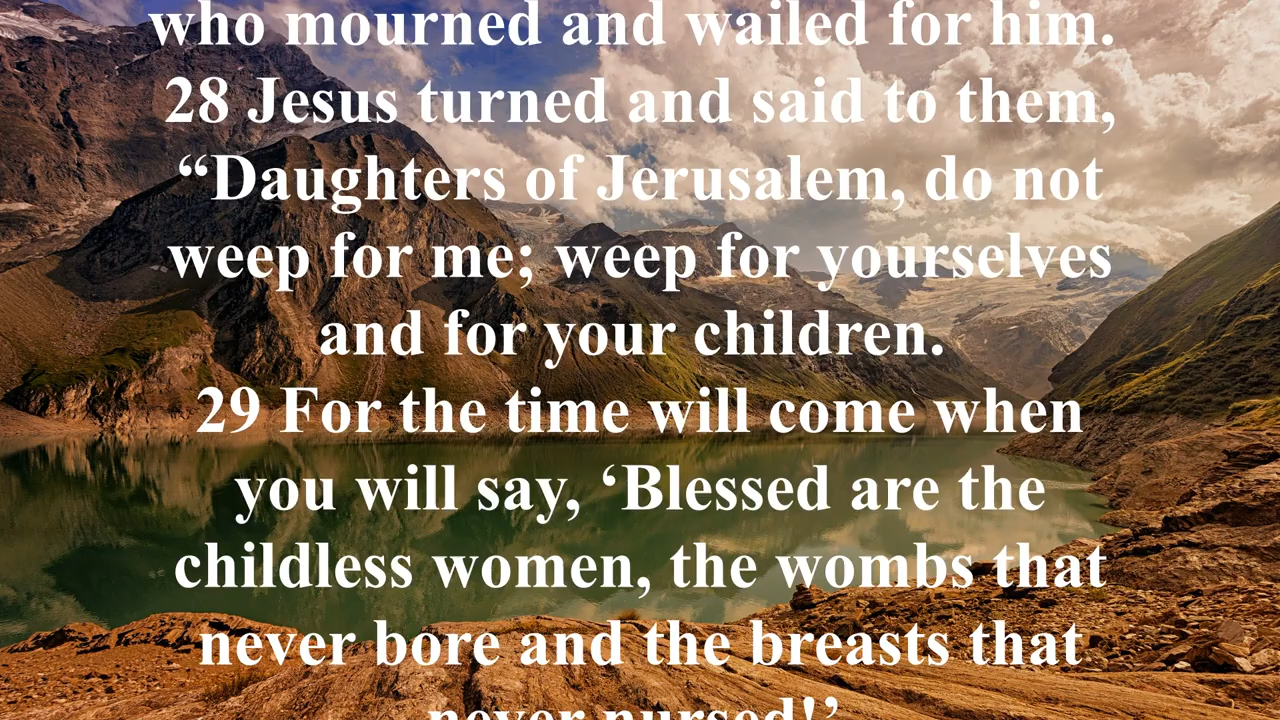 who mourned and wailed for him.
28 Jesus turned and said to them,
“Daughters of Jerusalem, do not
weep for me; weep for yourselves
and for your children.
29 For the time will come when
you will say, ‘Blessed are the
childless women, the wombs that
never bore and the breasts that
never nursed!’